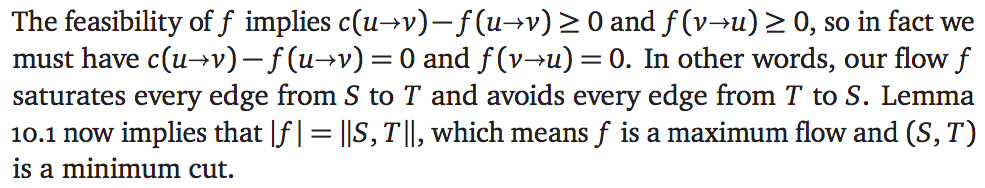 The feasibility of f implies c(u→v)−f(u→v) ≥ 0 and f(v→u) ≥ 0, so in fact we
must have c(u→v)−f(u→v) = 0 and f(v→u) = 0. In other words, our flow f
saturates every edge from S to T and avoids every edge from T to S. Lemma
10.1 now implies that |f| = ‖S, T‖, which means f is a maximum flow and (S, T)
is a minimum cut.